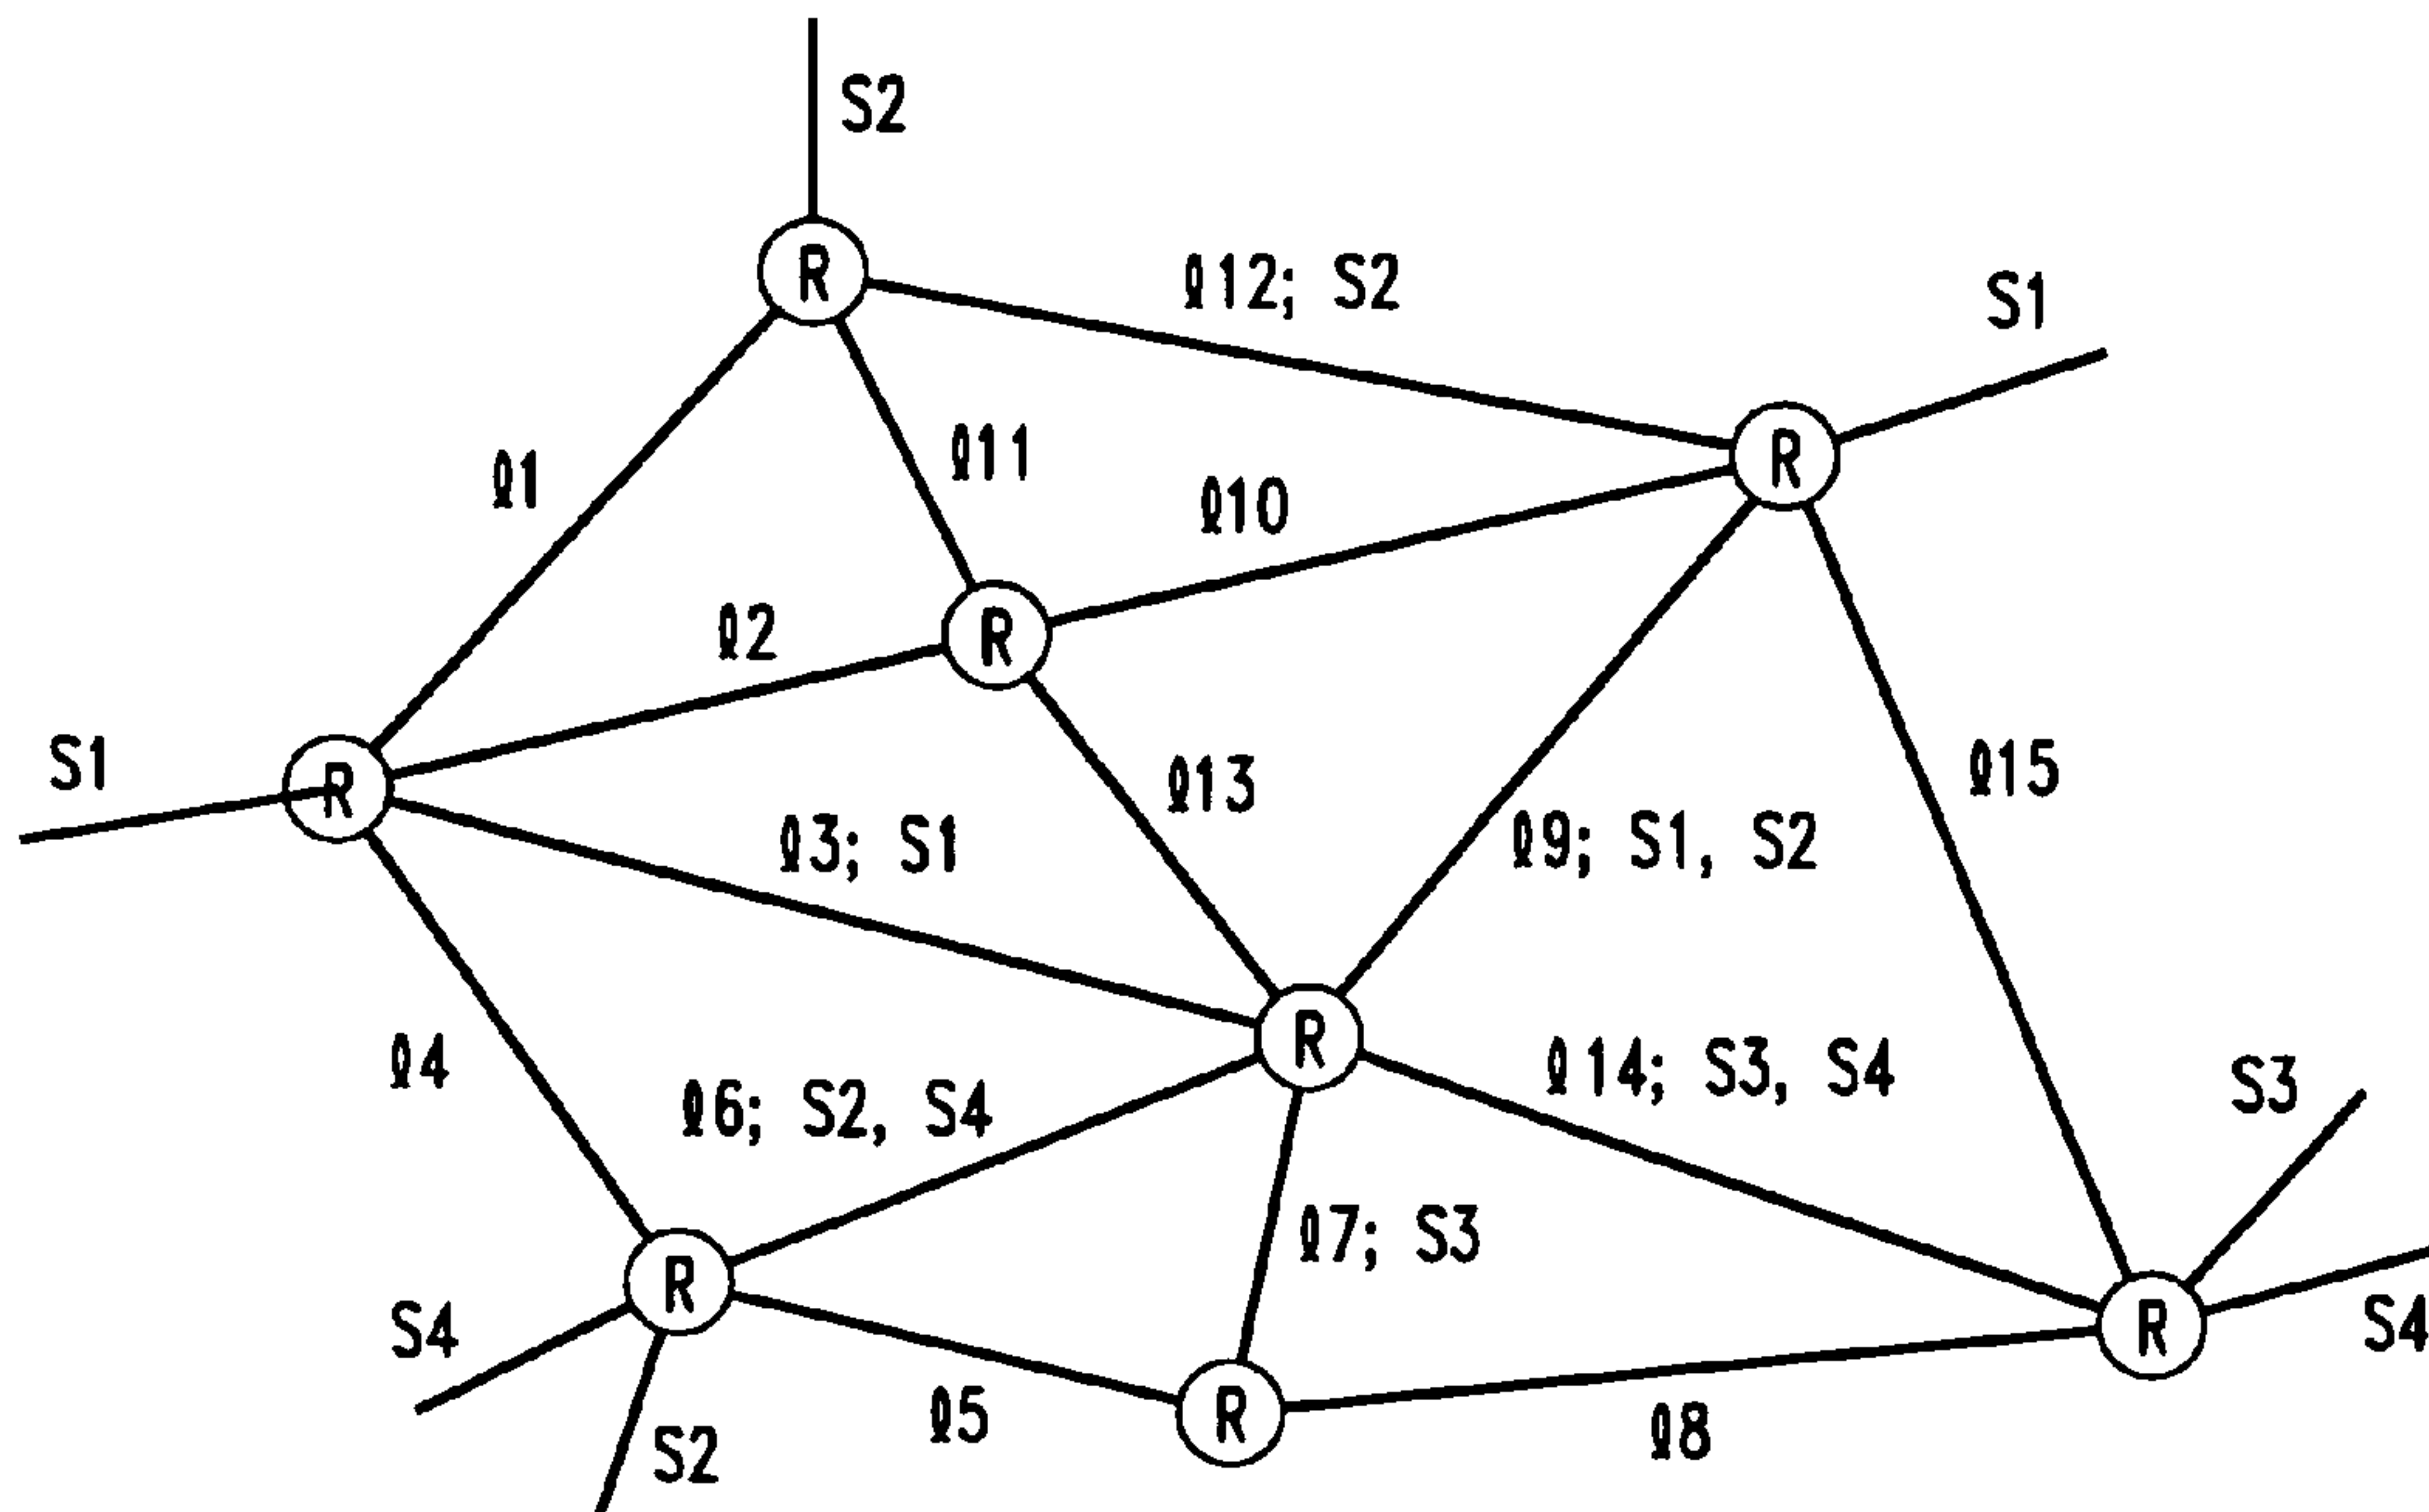 S2
R
ℓ12; S2
S1
R
ℓ11
ℓ1
ℓ10
R
ℓ2
S1
R
ℓ13
ℓ15
ℓ3; S1
ℓ9; S1, S2
R
ℓ4
ℓ14; S3, S4
S3
ℓ6; S2, S4
ℓ7; S3
R
S4
R
S4
R
ℓ5
ℓ8
S2